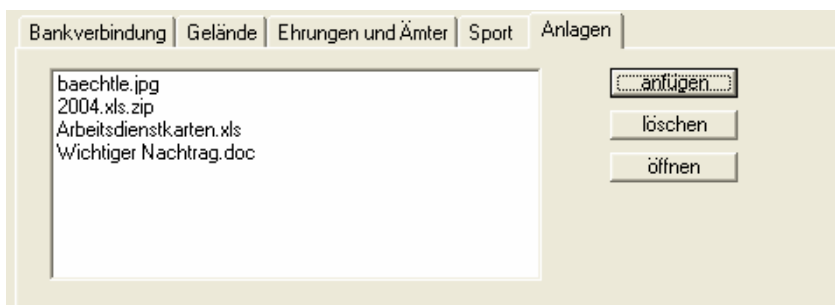 Bankverbindung Gelände Ehrungen und Ämter Sport Anlagen
baechtle.jpg
2004.xls.zip
Arbeitsdienstkarten.xls
Wichtiger Nachtrag.doc
anfügen
löschen
öffnen